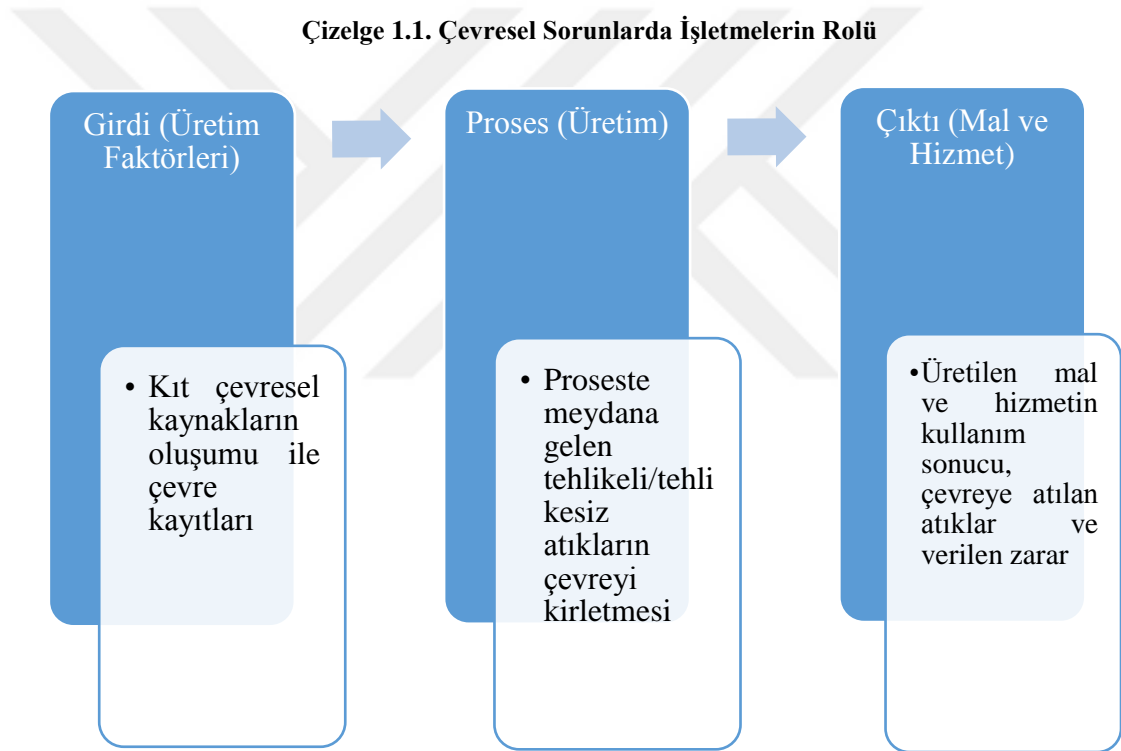 Çizelge 1.1. Çevresel Sorunlarda İşletmelerin Rolü
Girdi (Üretim
Faktörleri)
• Kıt çevresel
kaynakların
oluşumu ile
çevre
kayıtları
Proses (Üretim)
• Proseste
meydana
gelen
tehlikeli/tehli
kesiz
atıkların
çevreyi
kirletmesi
Çıktı (Mal ve
Hizmet)
•Üretilen mal
ve hizmetin
kullanım
sonucu,
çevreye atılan
atıklar ve
verilen zarar